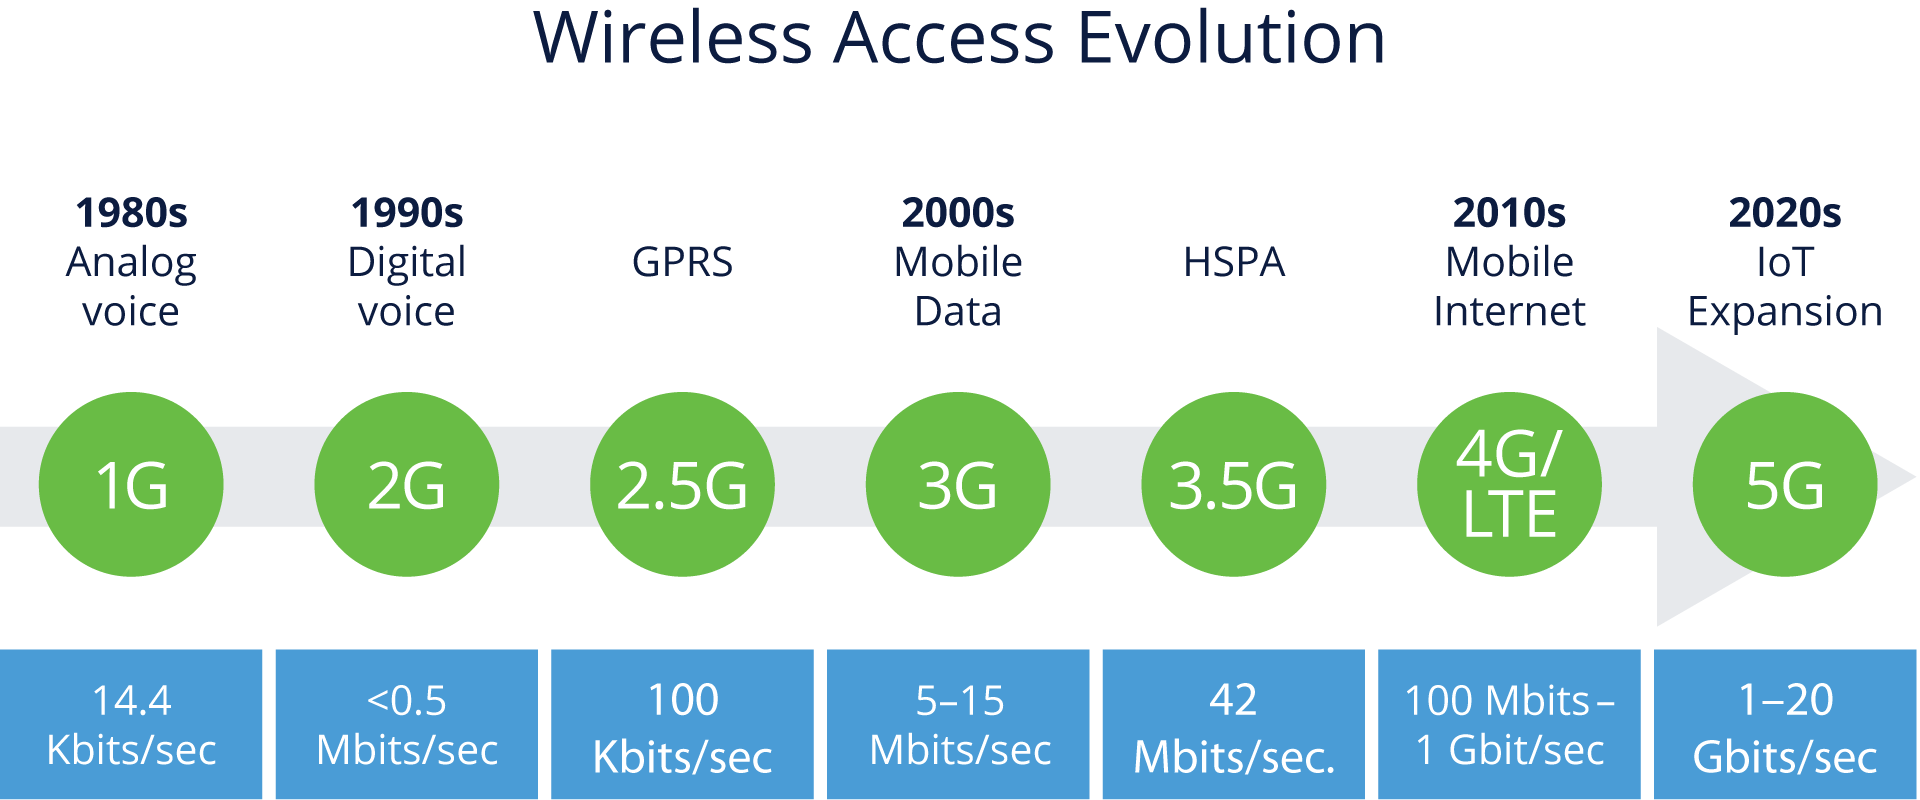 Wireless Access Evolution
1980s
Analog
voice
1990s
Digital
voice
GPRS
2000s
Mobile
Data
HSPA
2010s
Mobile
Internet
2020s
IoT
Expansion
1G
2G
2.5G
3G
3.5G
4G/
LTE
5G
14.4
Kbits/sec
<0.5
Mbits/sec
100
Kbits/sec
5–15
Mbits/sec
42
Mbits/sec.
100 Mbits –
1 Gbit/sec
1–20
Gbits/sec